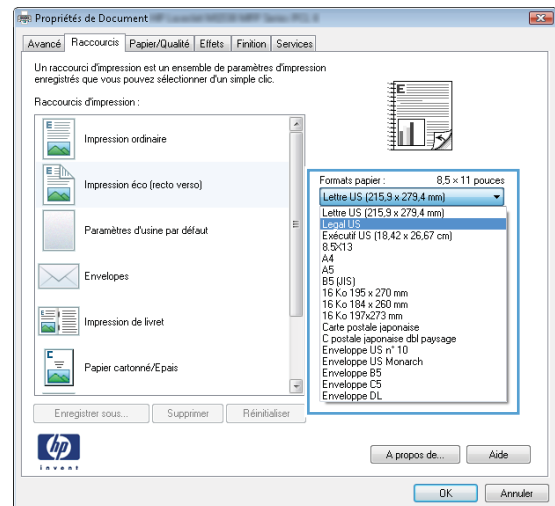 Propriétés de Document
Avancé Raccourcis Papier/Qualité Effets Finition Services
Un raccourci d'impression est un ensemble de paramètres d'impression
enregistrés que vous pouvez sélectionner d'un simple clic.
Raccourcis d'impression :
Impression ordinaire
Impression éco (recto verso)
Paramètres d'usine par défaut
Envelopes
Impression de livret
Papier cartonné/Epais
Enregistrer sous... Supprimer Réinitialiser
E
Formats papier : 8,5 × 11 pouces
Lettre US (215,9 x 279,4 mm)
Lettre US (215,9 x 279,4 mm)
Legal US
Exécutif US (18,42 x 26,67 cm)
8.5X13
A4
A5
B5 (JIS)
16 Ko 195 x 270 mm
16 Ko 184 x 260 mm
16 Ko 197x273 mm
Carte postale japonaise
C postale japonaise dbl paysage
Enveloppe US n° 10
Enveloppe US Monarch
Enveloppe B5
Enveloppe C5
Enveloppe DL
hp
invent
A propos de... Aide
OK Annuler